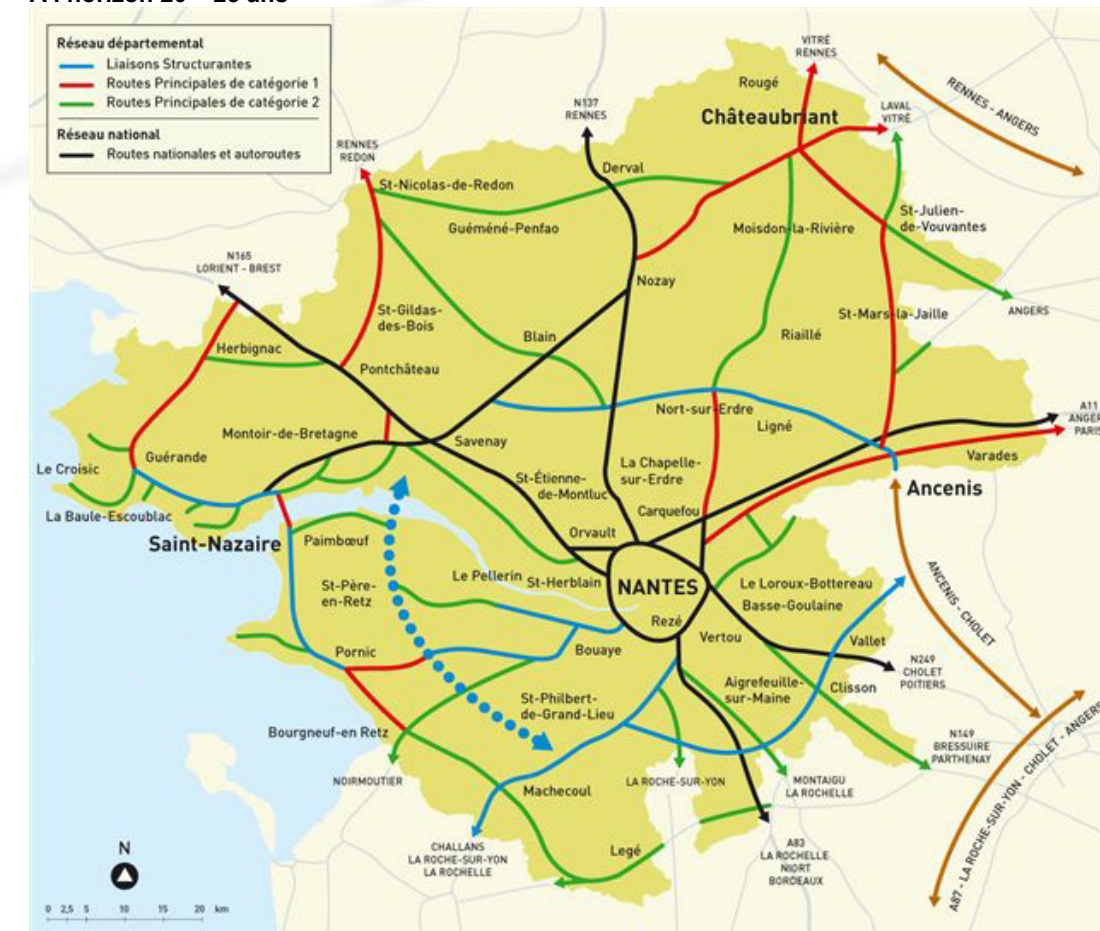 Réseau départemental
Liaisons Structurantes
Routes Principales de catégorie 1
Routes Principales de catégorie 2
Réseau national
Routes nationales et autoroutes
VITRÉ
RENNES
Rougé
Châteaubriant
N137
RENNES
LAVAL
VITRÉ
RENNES - ANGERS
RENNES
REDON
Derval
St-Nicolas-de-Redon
Guéméné-Penfao
Moisdon-la-Rivière
St-Julien-
de-Vouvantes
N165
LORIENT - BREST
Nozay
St-Gildas-
des-Bois
St-Mars-la-Jaille
ANGERS
Herbignac
Blain
Riaillé
Pontchâteau
Nort-sur-Erdre
Ligné
A11
ANGER
PARIS
Montoir-de-Bretagne
Savenay
Guérande
Le Croisic
St-Étienne-
de-Montluc
La Chapelle-
sur-Erdre
Varades
Ancenis
La Baule-Escoublac
Carquefou
Saint-Nazaire
Paimbœuf
Orvault
Le Pellerin
St-Herblain
NANTES
Le Loroux-Bottereau
Basse-Goulaine
St-Père-
en-Retz
Rezé
Vertou
Vallet
ANCENIS - CHOLET
Pornic
Bouaye
N249
CHOLET
POITIERS
Aigrefeuille-
sur-Maine
Clisson
St-Philbert-
de-Grand-Lieu
Bourgneuf-en Retz
N149
BRESSUIRE
PARTHENAY
NOIRMOUTIER
LA ROCHE-SUR-YON
MONTAIGU
LA ROCHELLE
Machecoul
A87 - LA ROCHE-SUR-YON - CHOLET - ANGERS
CHALLANS
LA ROCHE-SUR-YON
LA ROCHELLE
Legé
A83
LA ROCHELLE
NIORT
BORDEAUX
N
0 2,5 5 10 15 20 km